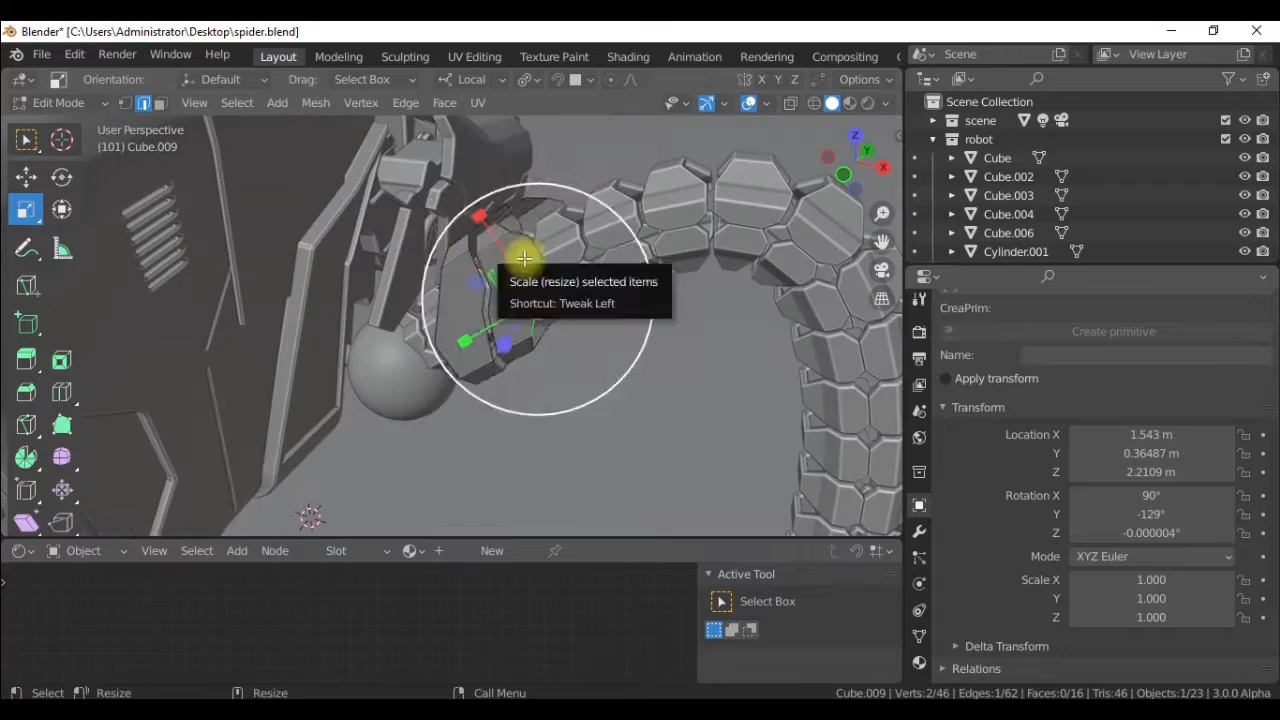 Blender* [C:\Users\Administrator\Desktop\spider.blend]
File Edit Render Window Help Layout Modeling Sculpting UV Editing Texture Paint Shading Animation Rendering Compositing Scene View Layer
Orientation: Default Drag: Select Box Local X Y Z Options
Edit Mode View Select Add Mesh Vertex Edge Face UV
Scene Collection
scene
robot
Cube
Cube.002
Cube.003
Cube.004
Cube.006
Cylinder.001
User Perspective
(101) Cube.009
Z
Y
X
Scale (resize) selected items
Shortcut: Tweak Left
CreaPrim:
Create primitive
Name:
Apply transform
Transform
Location X 1.543 m
Y 0.36487 m
Z 2.2109 m
Rotation X 90°
Y -129°
Z -0.000004°
Mode XYZ Euler
Scale X 1.000
Y 1.000
Z 1.000
Delta Transform
Relations
Object View Select Add Node Slot New
Active Tool
Select Box
Select Resize Resize Call Menu Cube.009 | Verts:2/46 | Edges:1/62 | Faces:0/16 | Tris:46 | Objects:1/23 | 3.0.0 Alpha